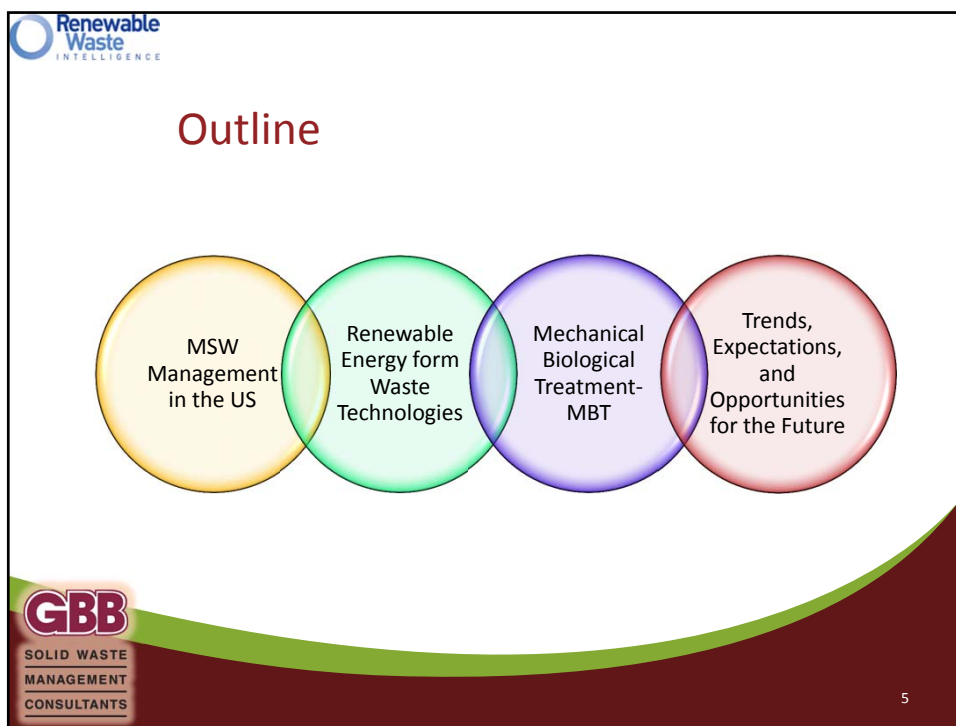 Renewable
Waste
INTELLIGENCE
Outline
MSW
Management
in the US
Renewable
Energy form
Waste
Technologies
Mechanical
Biological
Treatment-
MBT
Trends,
Expectations,
and
Opportunities
for the Future
GBB
SOLID WASTE
MANAGEMENT
CONSULTANTS
5